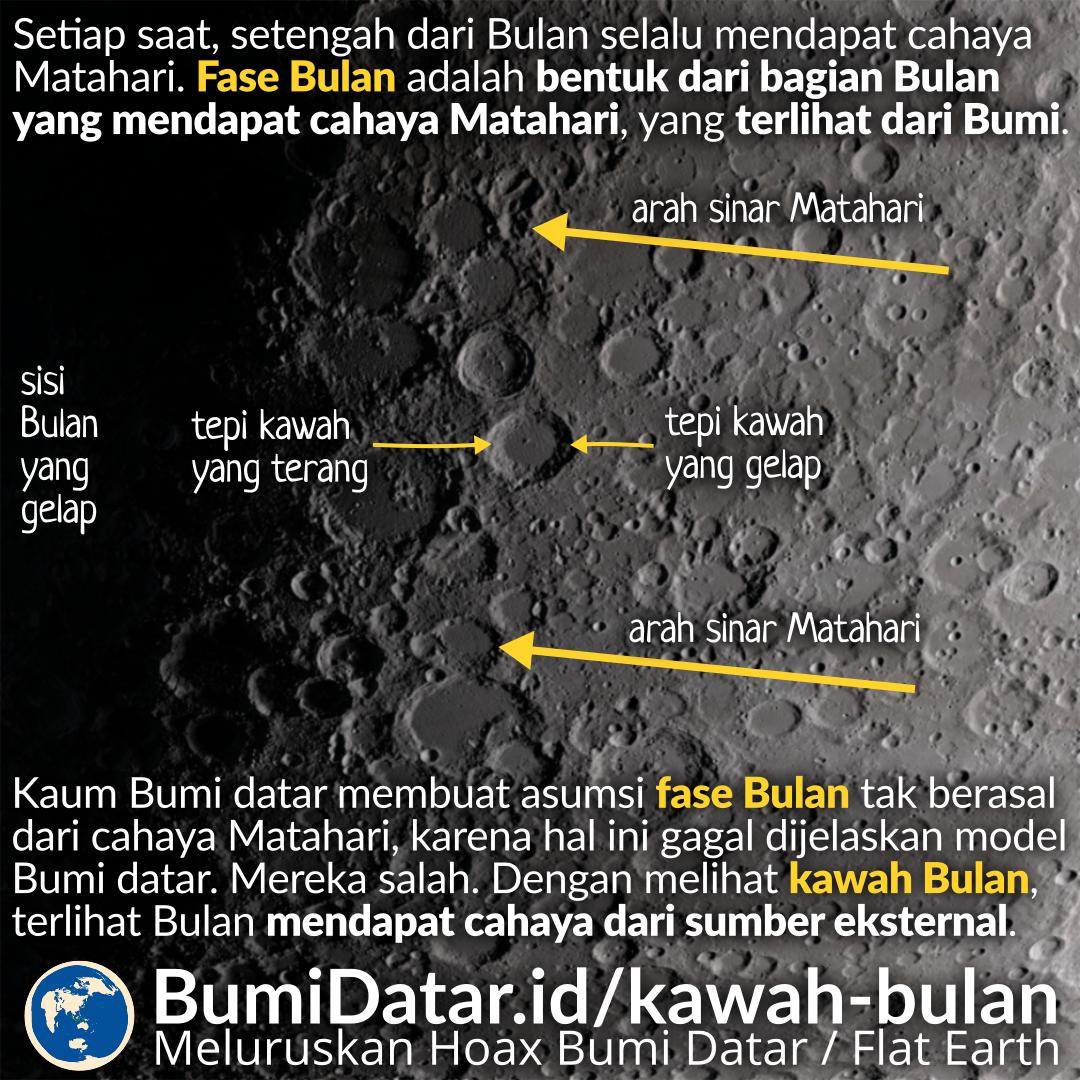 Setiap saat, setengah dari Bulan selalu mendapat cahaya
Matahari. Fase Bulan adalah bentuk dari bagian Bulan
yang mendapat cahaya Matahari, yang terlihat dari Bumi.
arah sinar Matahari
sisi
Bulan
yang
gelap
tepi kawah
yang terang
tepi kawah
yang gelap
arah sinar Matahari
Kaum Bumi datar membuat asumsi fase Bulan tak berasal
dari cahaya Matahari, karena hal ini gagal dijelaskan model
Bumi datar. Mereka salah. Dengan melihat kawah Bulan,
terlihat Bulan mendapat cahaya dari sumber eksternal.
BumiDatar.id/kawah-bulan
Meluruskan Hoax Bumi Datar / Flat Earth